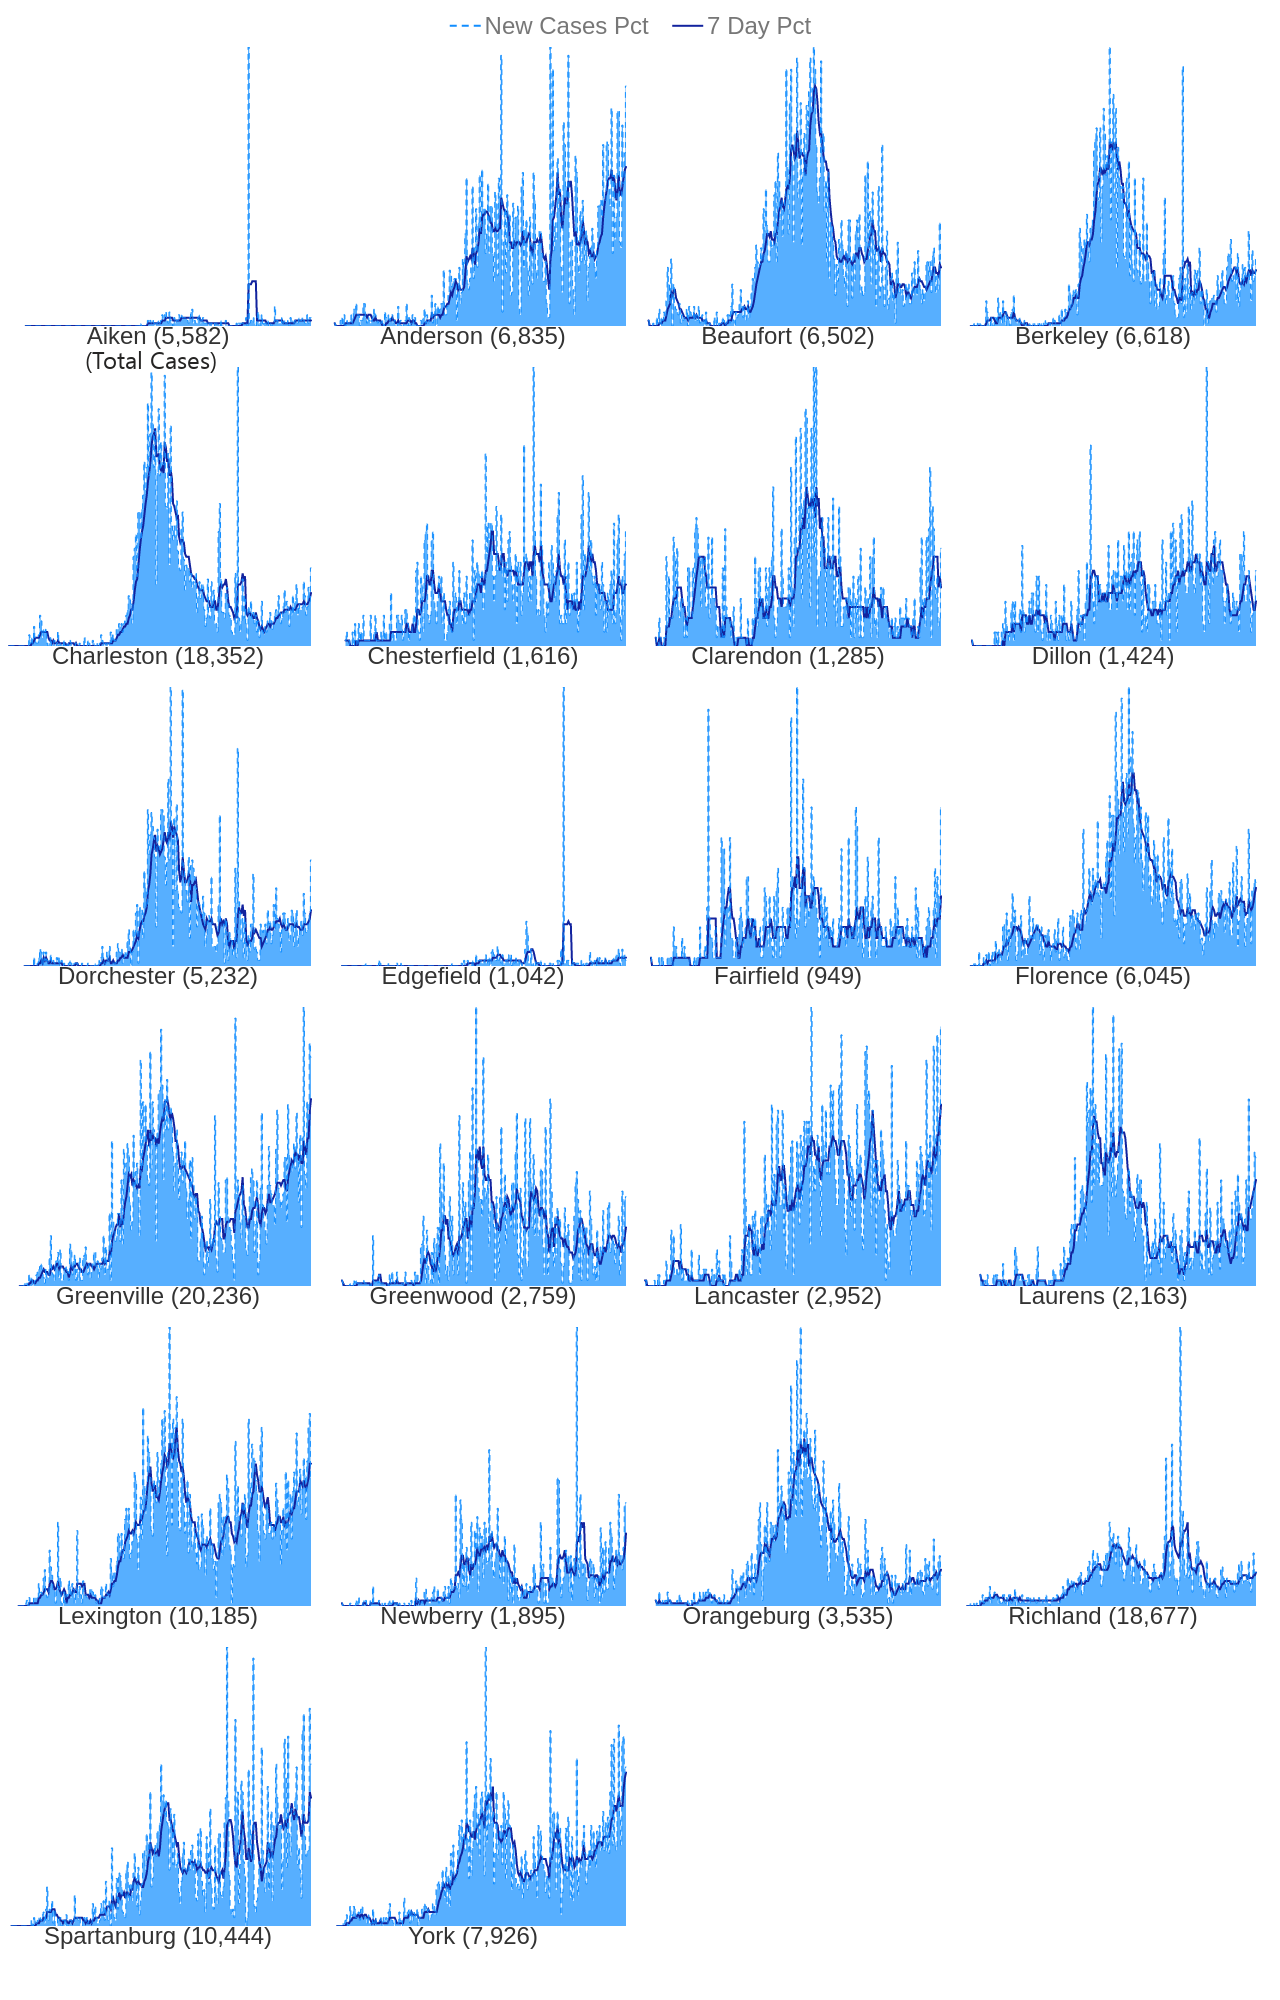 New Cases Pct 7 Day Pct
Aiken (5,582) Anderson (6,835) Beaufort (6,502) Berkeley (6,618)
(Total Cases)
Charleston (18,352) Chesterfield (1,616) Clarendon (1,285) Dillon (1,424)
Dorchester (5,232) Edgefield (1,042) Fairfield (949) Florence (6,045)
Greenville (20,236) Greenwood (2,759) Lancaster (2,952) Laurens (2,163)
Lexington (10,185) Newberry (1,895) Orangeburg (3,535) Richland (18,677)
Spartanburg (10,444) York (7,926)